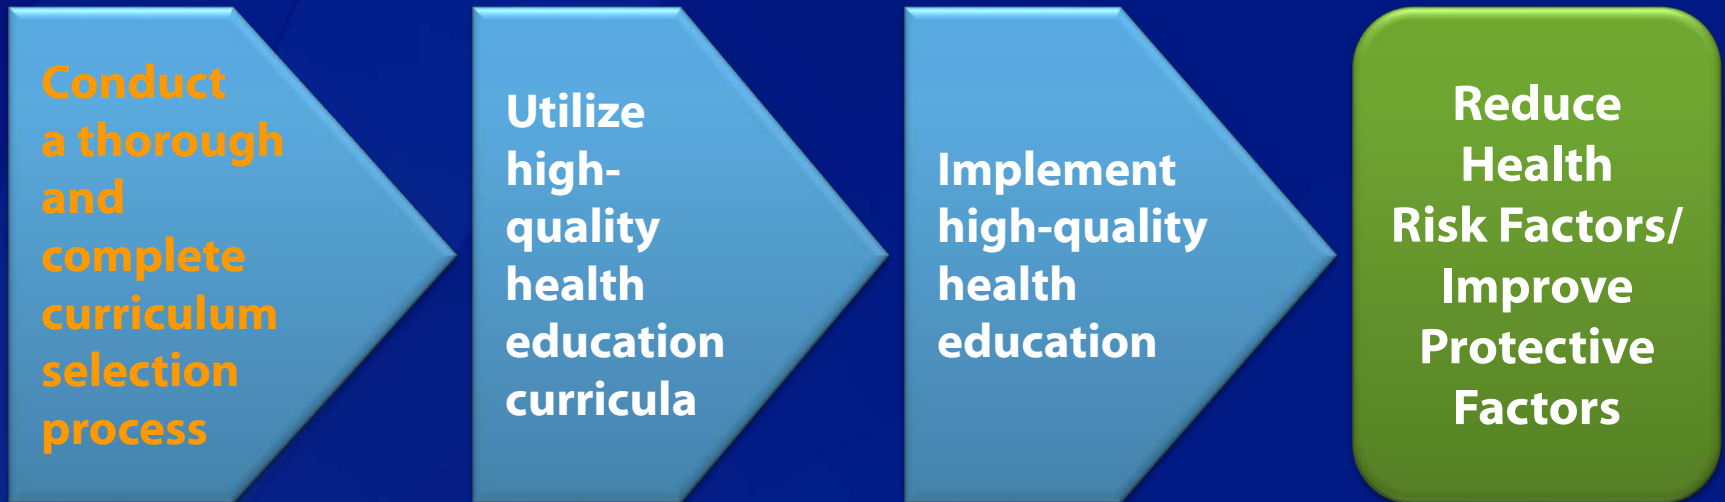 Conduct
a thorough
and
complete
curriculum
selection
process
Utilize
high-
quality
health
education
curricula
Implement
high-quality
health
education
Reduce
Health
Risk Factors/
Improve
Protective
Factors